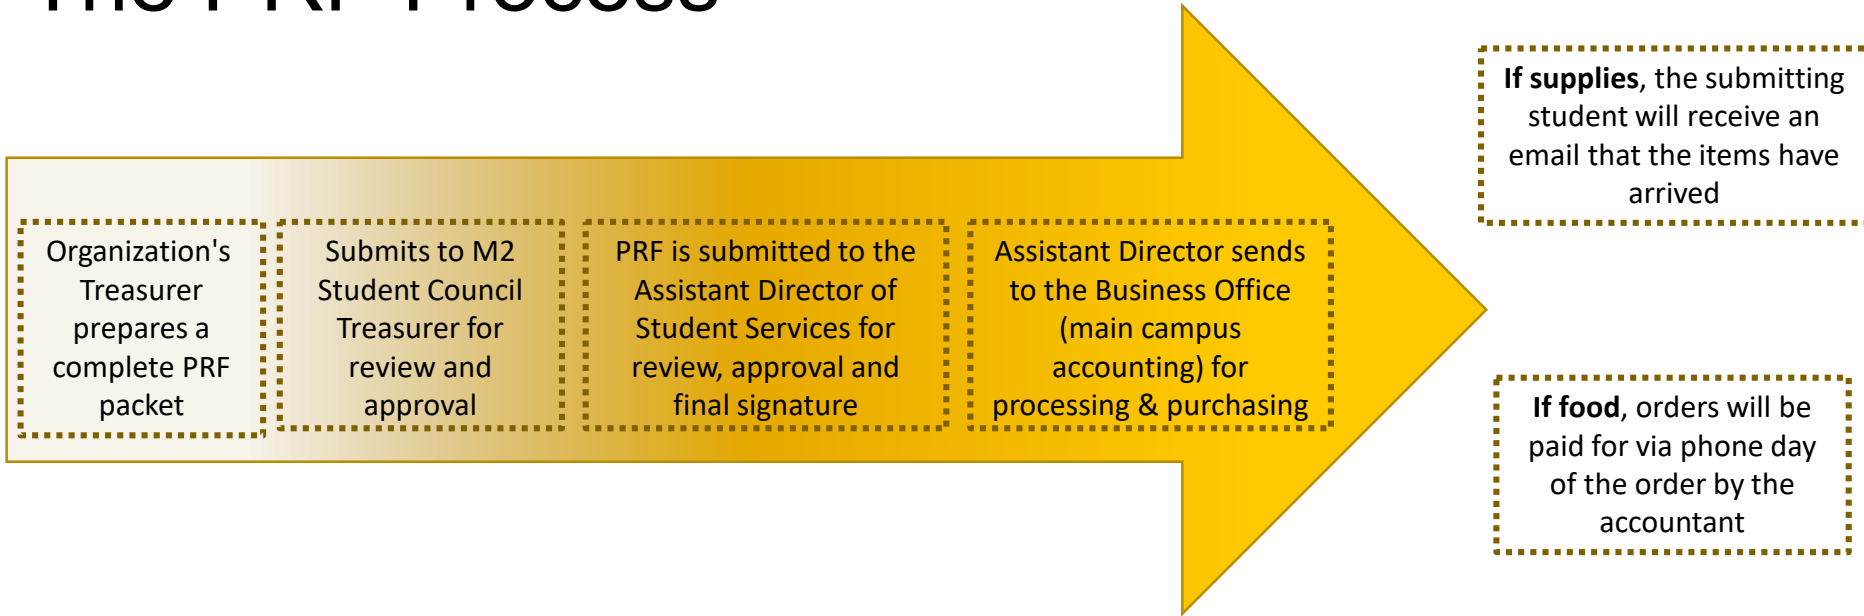 The PRF Process
Organization's
Treasurer
prepares a
complete PRF
packet
Submits to M2
Student Council
Treasurer for
review and
approval
PRF is submitted to the
Assistant Director of
Student Services for
review, approval and
final signature
Assistant Director sends
to the Business Office
(main campus
accounting) for
processing & purchasing
If supplies, the submitting
student will receive an
email that the items have
arrived
If food, orders will be
paid for via phone day
of the order by the
accountant